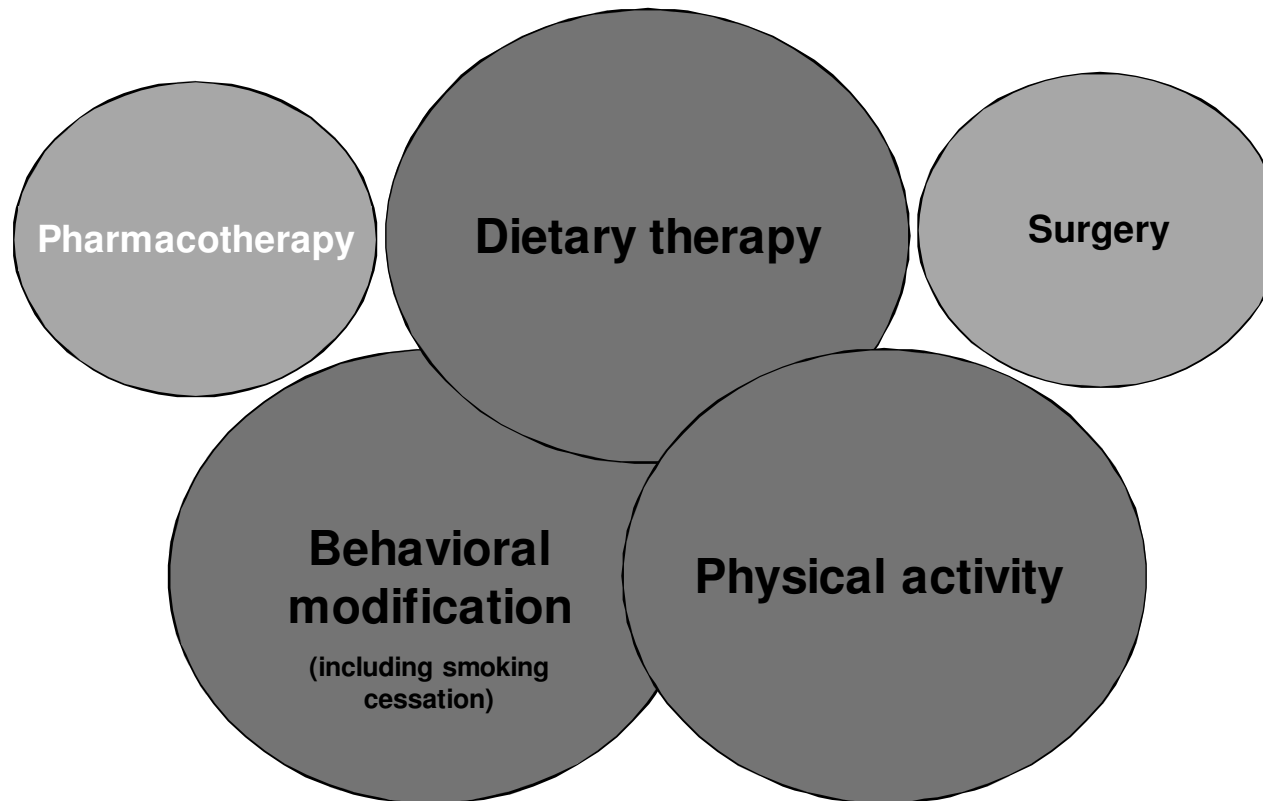 Pharmacotherapy
Dietary therapy
Surgery
Behavioral
modification
(including smoking
cessation)
Physical activity